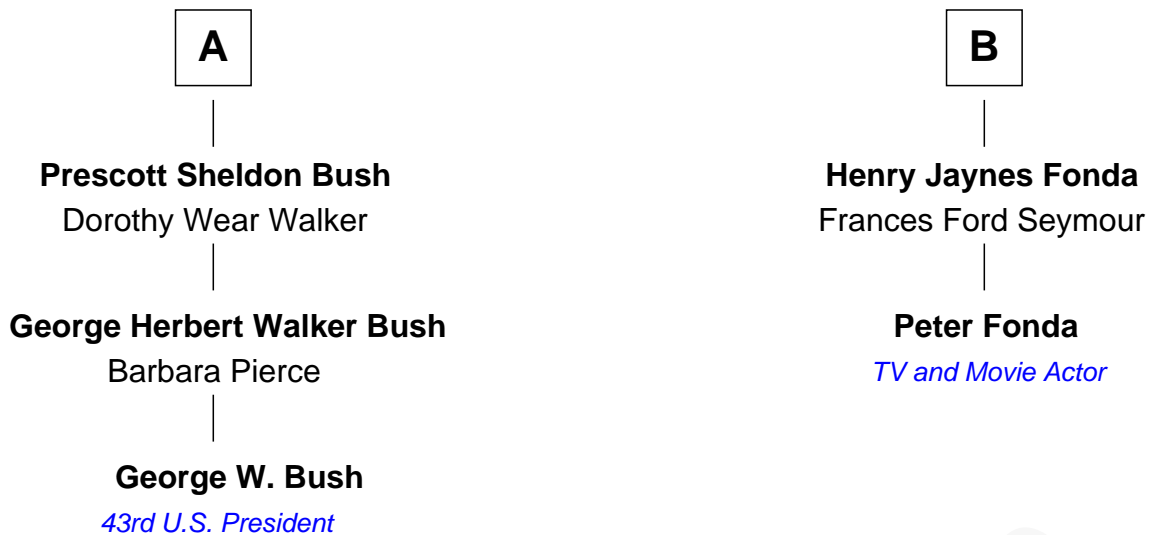 A
Prescott Sheldon Bush
Dorothy Wear Walker
George Herbert Walker Bush
Barbara Pierce
George W. Bush
43rd U.S. President
B
Henry Jaynes Fonda
Frances Ford Seymour
Peter Fonda
TV and Movie Actor